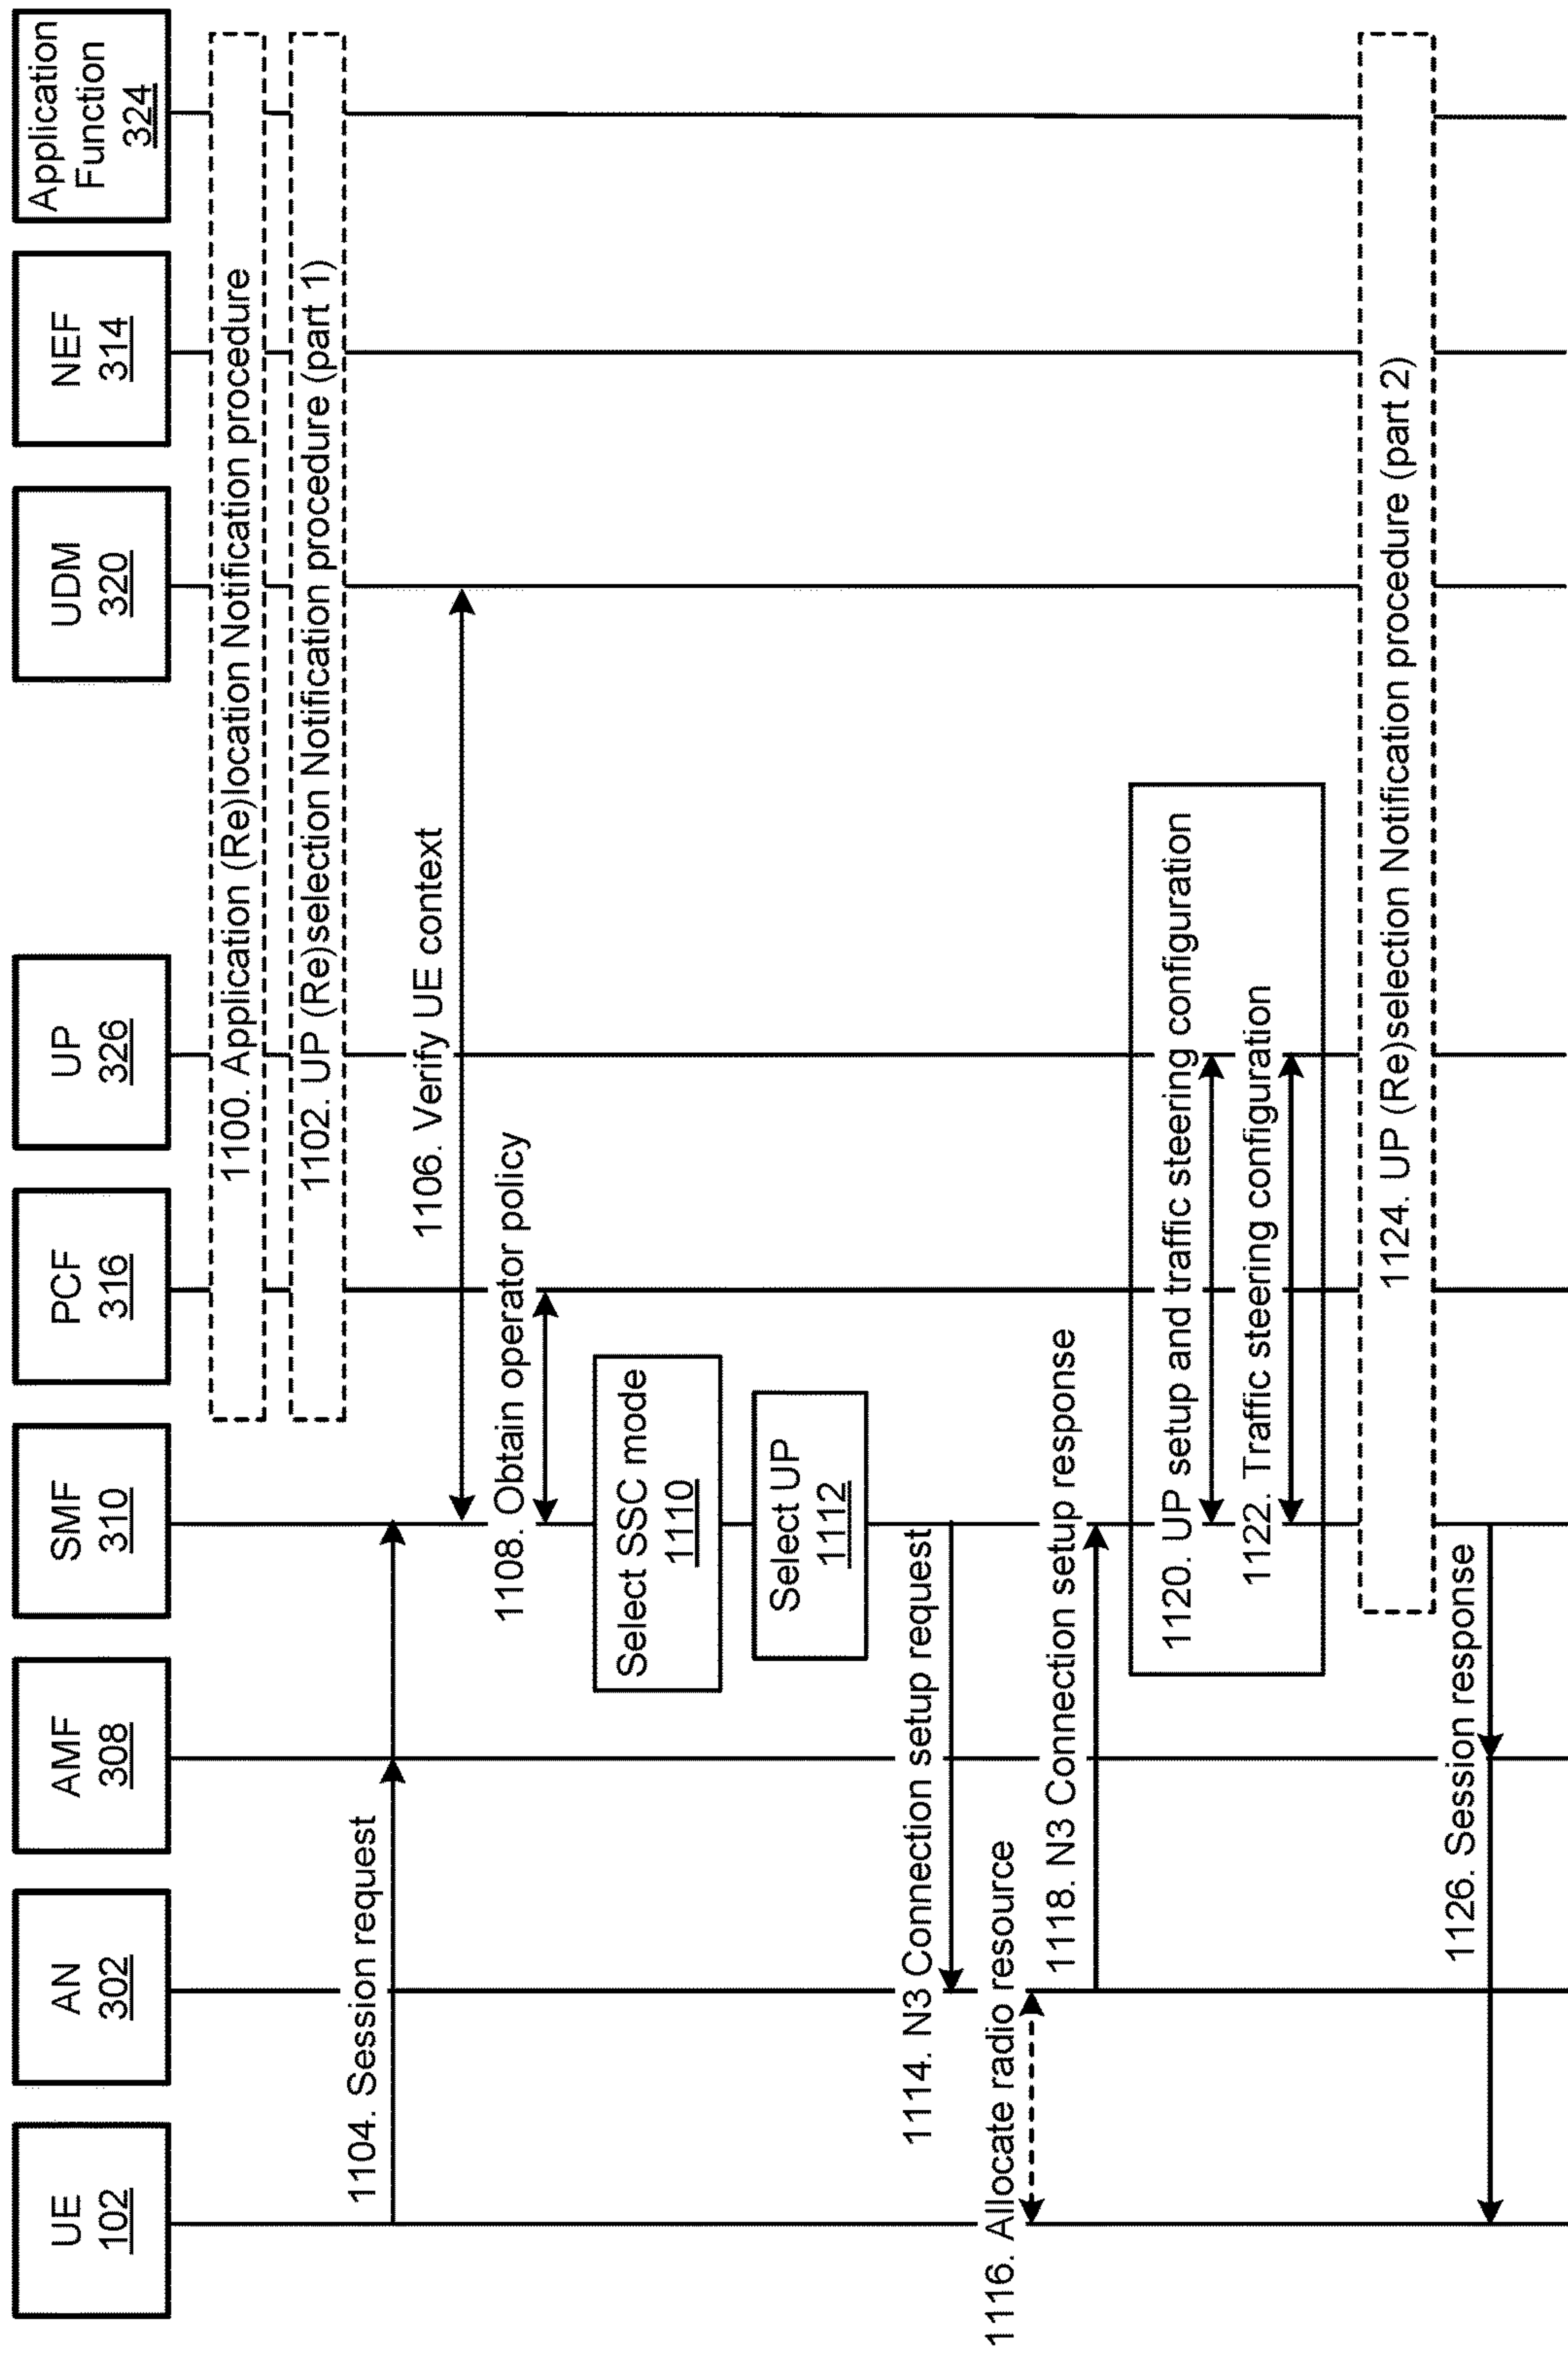 UE
102
AN
302
AMF
308
SMF
310
PCF
316
UP
326
UDM
320
NEF
314
Application
Function
324
1100. Application (Re)location Notification procedure
1102. UP (Re)selection Notification procedure (part 1)
1104. Session request
1106. Verify UE context
1108. Obtain operator policy
Select SSC mode
1110
Select UP
1112
1114. N3 Connection setup request
1116. Allocate radio resource
1118. N3 Connection setup response
1120. UP setup and traffic steering configuration
1122. Traffic steering configuration
1124. UP (Re)selection Notification procedure (part 2)
1126. Session response